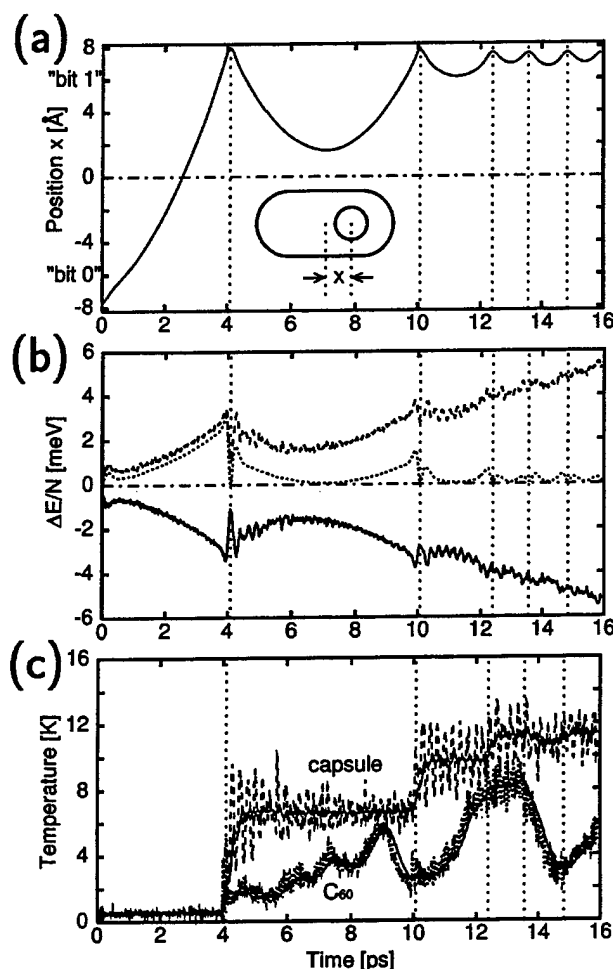 (a)
8
"bit 1"
4
Position x [Å]
0
-4
"bit 0"
-8
x
0 2 4 6 8 10 12 14 16
(b)
6
4
2
ΔE/N [meV]
0
-2
-4
-6
0 2 4 6 8 10 12 14 16
(c)
16
12
Temperature [K]
8
4
0
capsule
C60
0 2 4 6 8 10 12 14 16
Time [ps]